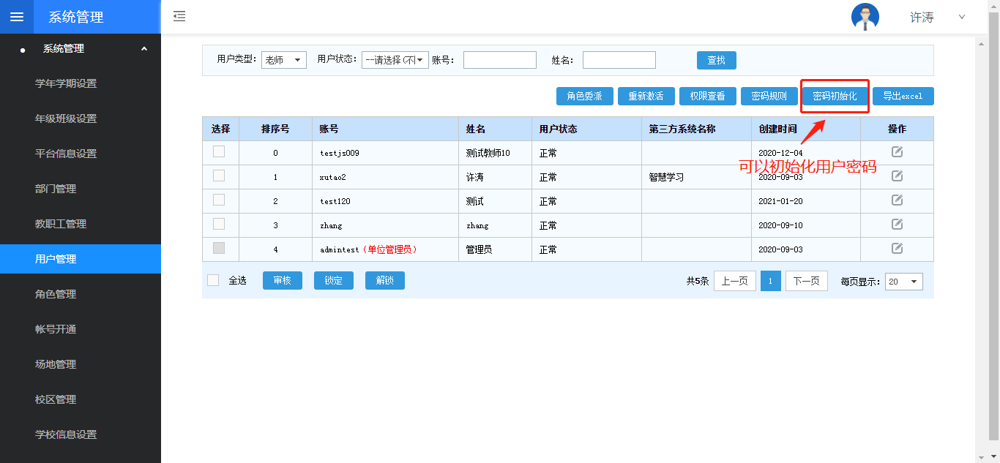 系统管理
许涛
系统管理
学年学期设置
年级班级设置
平台信息设置
部门管理
教职工管理
用户管理
角色管理
帐号开通
场地管理
校区管理
学校信息设置
用户类型: 老师 用户状态: --请选择 (不 账号: 姓名: 查找
角色委派 重新激活 权限查看 密码规则 密码初始化 导出excel
选择 排序号 账号 姓名 用户状态 第三方系统名称 创建时间 操作
0 testjs009 测试教师10 正常 2020-12-04
可以初始化用户密码
1 xutao2 许涛 正常 智慧学习 2020-09-03
2 test120 测试 正常 2021-01-20
3 zhang zhang 正常 2020-09-10
4 admintest (单位管理员) 管理员 正常 2020-09-03
全选 审核 锁定 解锁 共5条 上一页 1 下一页 每页显示: 20